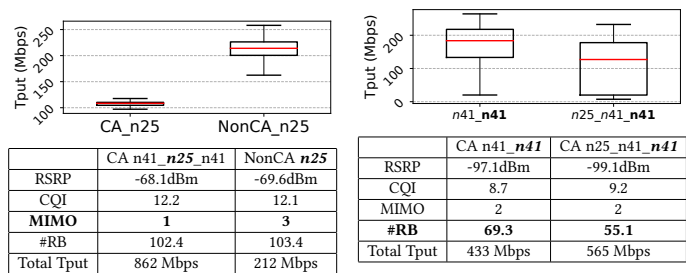 Tput (Mbps)
250
200
150
100
CA_n25 NonCA_n25
CA n41_n25_n41 NonCA n25
RSRP -68.1dBm -69.6dBm
CQI 12.2 12.1
MIMO 1 3
#RB 102.4 103.4
Total Tput 862 Mbps 212 Mbps
Tput (Mbps)
200
100
0
n41_n41 n25_n41_n41
CA n41_n41 CA n25_n41_n41
RSRP -97.1dBm -99.1dBm
CQI 8.7 9.2
MIMO 2 2
#RB 69.3 55.1
Total Tput 433 Mbps 565 Mbps